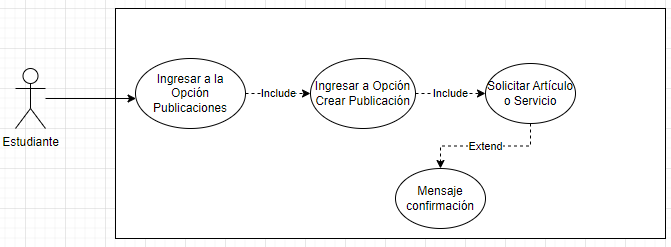 Estudiante
Ingresar a la
Opción
Publicaciones
Include
Ingresar a Opción
Crear Publicación
Include
Solicitar Artículo
o Servicio
Extend
Mensaje
confirmación